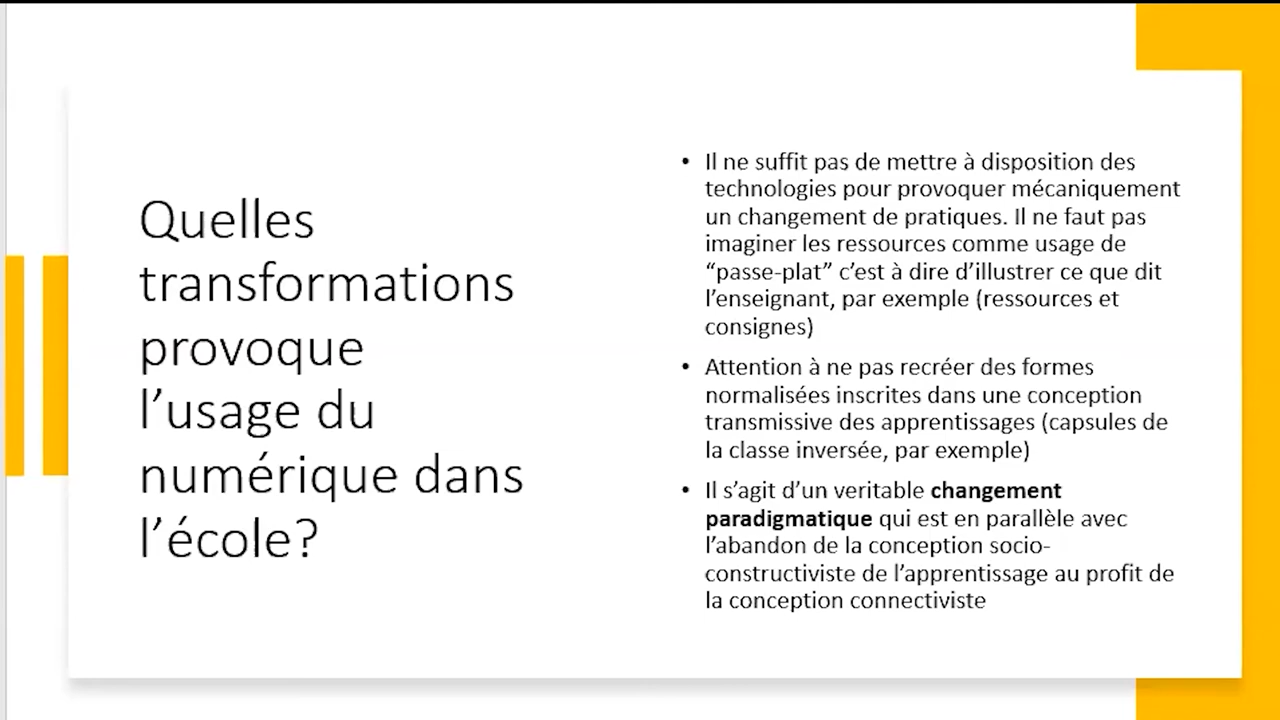 Quelles
transformations
provoque
l’usage du
numérique dans
l’école?
• Il ne suffit pas de mettre à disposition des
technologies pour provoquer mécaniquement
un changement de pratiques. Il ne faut pas
imaginer les ressources comme usage de
“passe-plat” c’est à dire d’illustrer ce que dit
l’enseignant, par exemple (ressources et
consignes)
• Attention à ne pas recréer des formes
normalisées inscrites dans une conception
transmissive des apprentissages (capsules de
la classe inversée, par exemple)
• Il s’agit d’un veritable changement
paradigmatique qui est en parallèle avec
l’abandon de la conception socio-
constructiviste de l’apprentissage au profit de
la conception connectiviste